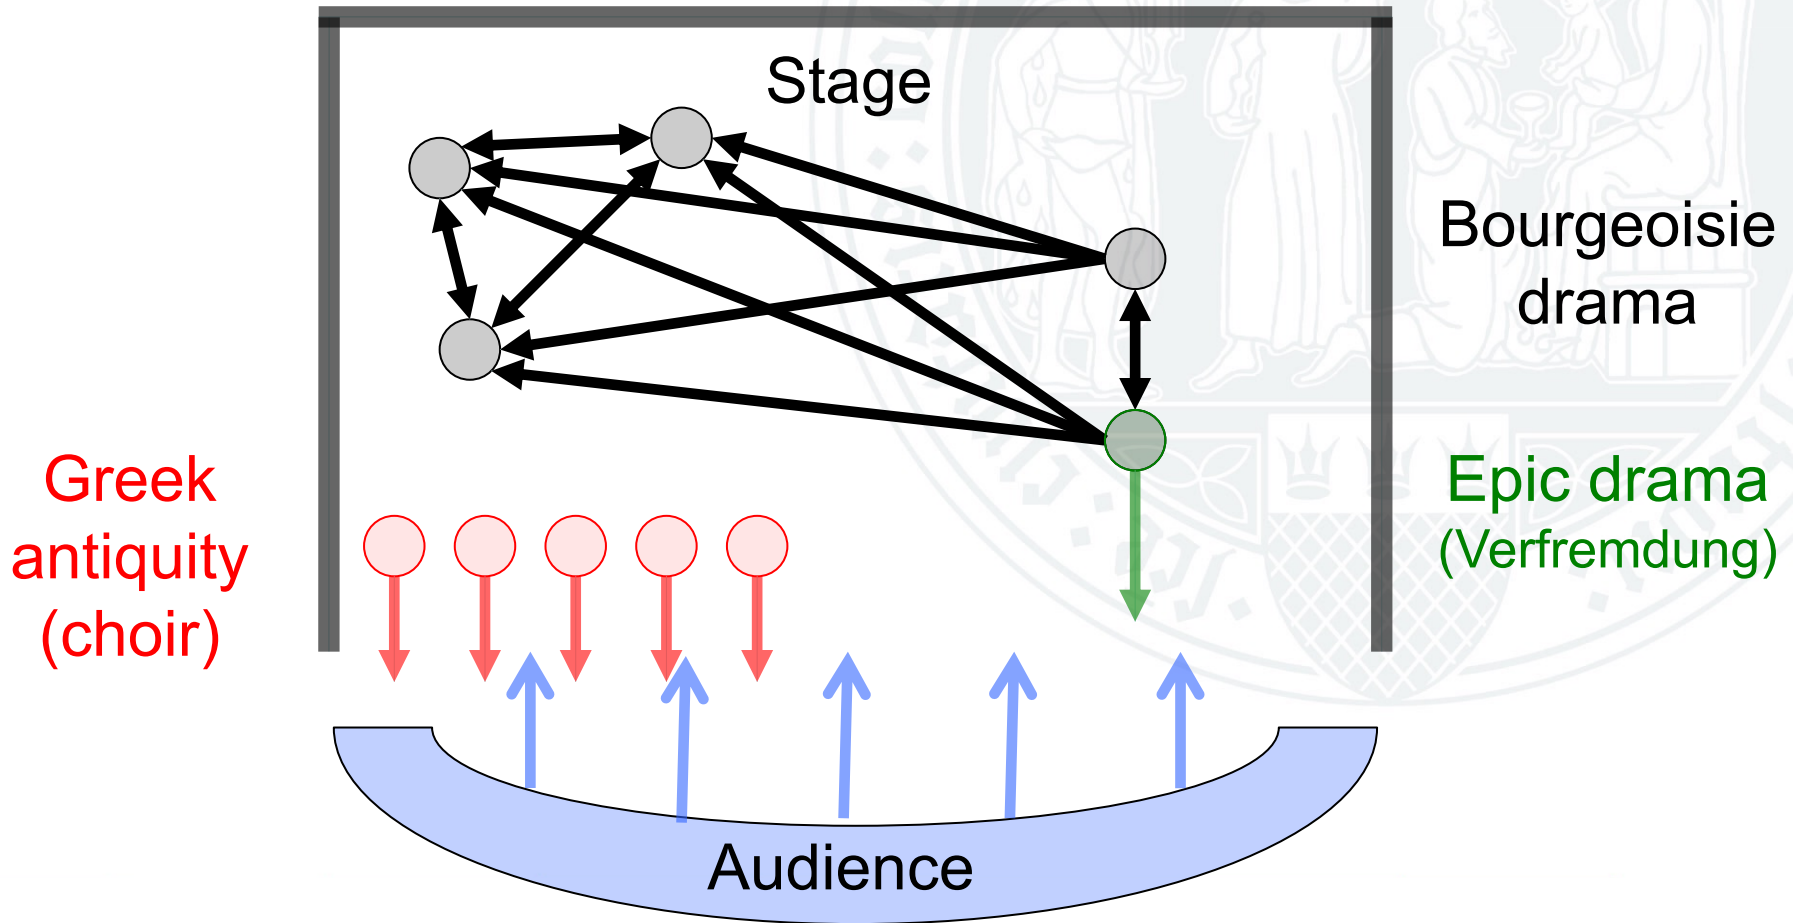 Stage
Bourgeoisie
drama
Greek
antiquity
(choir)
Epic drama
(Verfremdung)
Audience